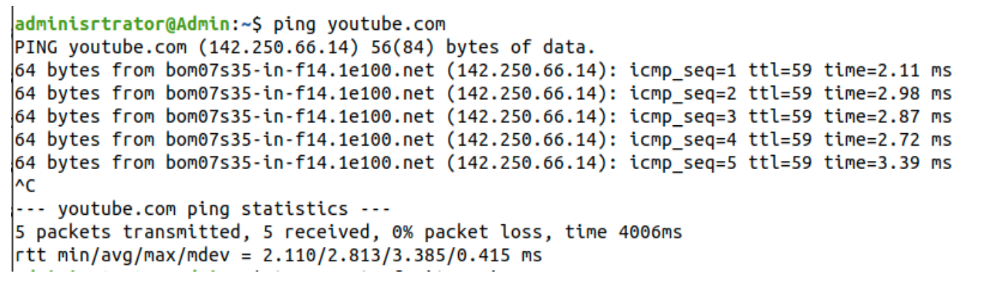 adminisrtrator@Admin:~$ ping youtube.com
PING youtube.com (142.250.66.14) 56(84) bytes of data.
64 bytes from bom07s35-in-f14.1e100.net (142.250.66.14): icmp_seq=1 ttl=59 time=2.11 ms
64 bytes from bom07s35-in-f14.1e100.net (142.250.66.14): icmp_seq=2 ttl=59 time=2.98 ms
64 bytes from bom07s35-in-f14.1e100.net (142.250.66.14): icmp_seq=3 ttl=59 time=2.87 ms
64 bytes from bom07s35-in-f14.1e100.net (142.250.66.14): icmp_seq=4 ttl=59 time=2.72 ms
64 bytes from bom07s35-in-f14.1e100.net (142.250.66.14): icmp_seq=5 ttl=59 time=3.39 ms
^C
--- youtube.com ping statistics ---
5 packets transmitted, 5 received, 0% packet loss, time 4006ms
rtt min/avg/max/mdev = 2.110/2.813/3.385/0.415 ms